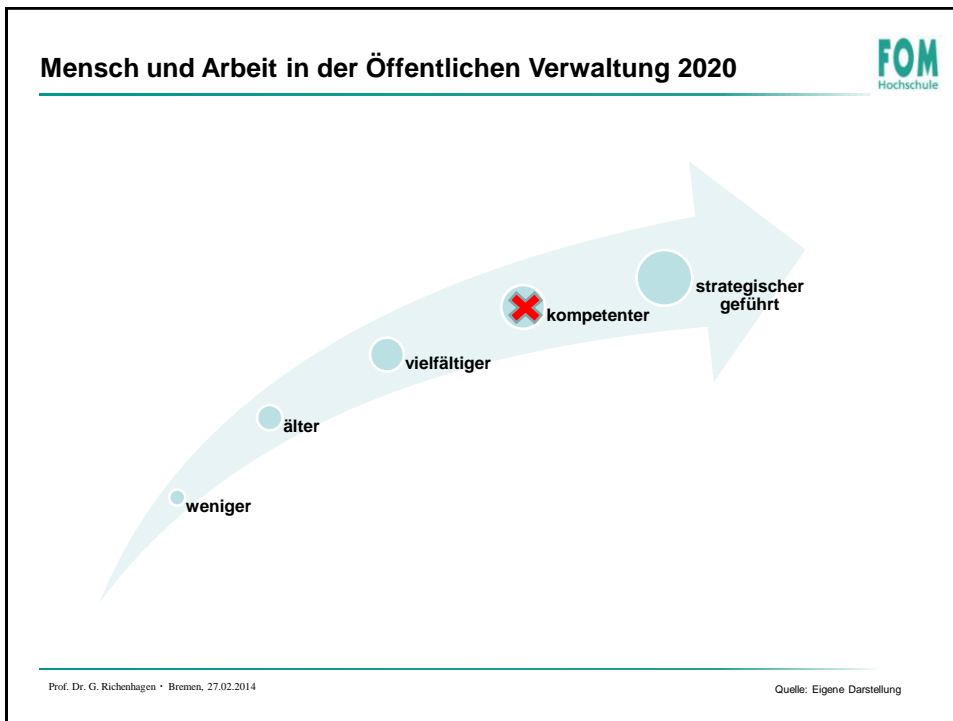 Mensch und Arbeit in der Öffentlichen Verwaltung 2020
FOM
Hochschule
strategischer
geführt
kompetenter
vielfältiger
älter
weniger
Prof. Dr. G. Richenhagen · Bremen, 27.02.2014
Quelle: Eigene Darstellung